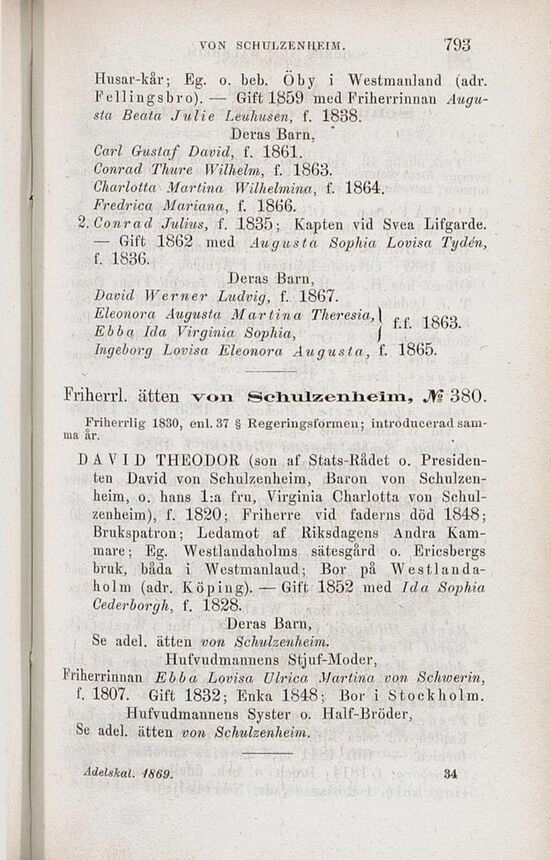 VON SCHULZENHEIM. 793
Husar-kår; Eg. o. beb. Öby i Westmanland (adr.
Fellingsbro). — Gift 1859 med Friherrinnan Augu-
sta Beata Julie Leuhusen, f. 1838.
Deras Barn,
Carl Gustaf David, f. 1861.
Conrad Thure Wilhelm, f. 1863.
Charlotta Martina Wilhelmina, f. 1864.
Fredrica Mariana, f. 1866.
2. Conrad Julius, f. 1835; Kapten vid Svea Lifgarde.
— Gift 1862 med Augusta Sophia Lovisa Tydén,
f. 1836.
Deras Barn,
David Werner Ludvig, f. 1867.
Eleonora Augusta Martina Theresia, } f.f. 1863.
Ebba Ida Virginia Sophia,
Ingeborg Lovisa Eleonora Augusta, f. 1865.
Friherrl. ätten von Schulzenheim, № 380.
Friherrlig 1830, enl. 37 § Regeringsformen; introducerad sam-
ma år.
DAVID THEODOR (son af Stats-Rådet o. Presiden-
ten David von Schulzenheim, Baron von Schulzen-
heim, o. hans 1:a fru, Virginia Charlotta von Schul-
zenheim), f. 1820; Friherre vid faderns död 1848;
Brukspatron; Ledamot af Riksdagens Andra Kam-
mare; Eg. Westlandaholms sätesgård o. Ericsbergs
bruk, båda i Westmanland; Bor på Westlanda-
holm (adr. Köping). — Gift 1852 med Ida Sophia
Cederborgh, f. 1828.
Deras Barn,
Se adel. ätten von Schulzenheim.
Hufvudmannens Stjuf-Moder,
Friherrinnan Ebba Lovisa Ulrica Martina von Schwerin,
f. 1807. Gift 1832; Enka 1848; Bor i Stockholm.
Hufvudmannens Syster o. Half-Bröder,
Se adel. ätten von Schulzenheim.
Adelskal. 1869. 34